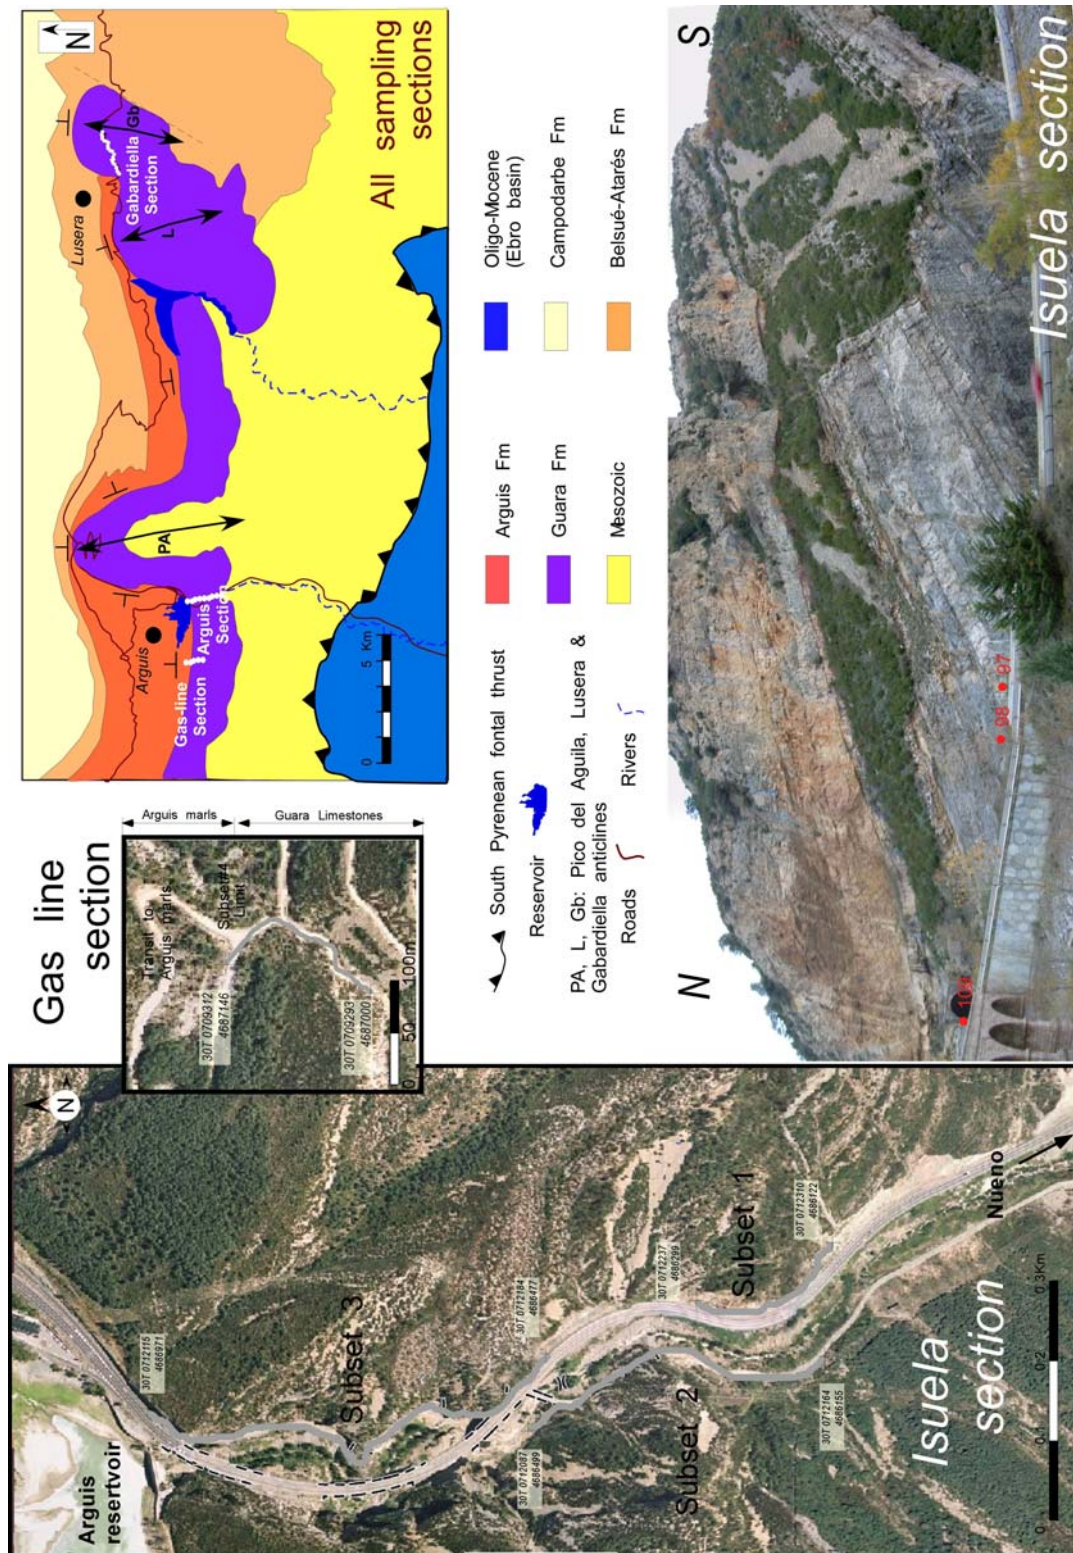 Arguis
resertvoir
N
30T 0712115
4686971
Subset 3
30T 0712184
4686477
30T 0712237
4686299
Subset 1
30T 0712310
4686122
30T 0712087
4686499
Subset 2
30T 0712164
4686155
Nueno
Isuela
section
0
0.1
0.2
0.3Km
Gas line
section
Transit to
Arguis marls
Subset#4
Limit
30T 0709312
4687146
30T 0709293
4687000
0
50
100m
Arguis marls
Guara Limestones
N
Lusera
Gabardiella
Section
Gb
L
PA
Arguis
Arguis
Section
Gas-line
Section
0
5 Km
All sampling
sections
South Pyrenean fontal thrust
Reservoir
PA, L, Gb: Pico del Aguila, Lusera &
Gabardiella anticlines
Roads
Rivers
Arguis Fm
Guara Fm
Mesozoic
Oligo-Mocene
(Ebro basin)
Campodarbe Fm
Belsué-Atarés Fm
N
S
98
97
Isuela section